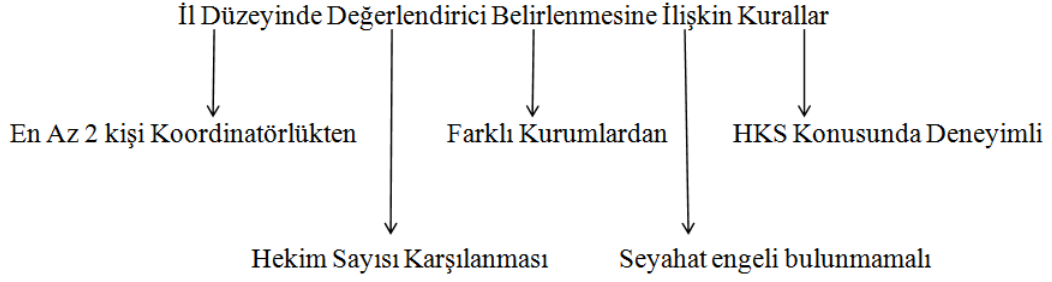 İl Düzeyinde Değerlendirici Belirlenmesine İlişkin Kurallar
En Az 2 kişi Koordinatörlükten
Farklı Kurumlardan
HKS Konusunda Deneyimli
Hekim Sayısı Karşılanması
Seyahat engeli bulunmamalı